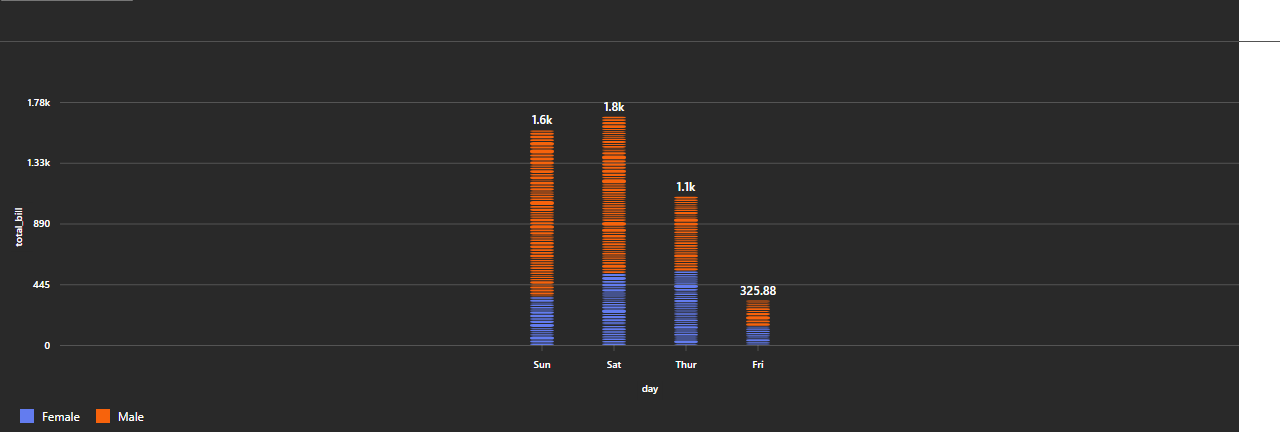 1.78k
1.33k
890
445
0
total_bill
1.6k
1.8k
1.1k
325.88
Sun Sat Thur Fri
day
Female Male